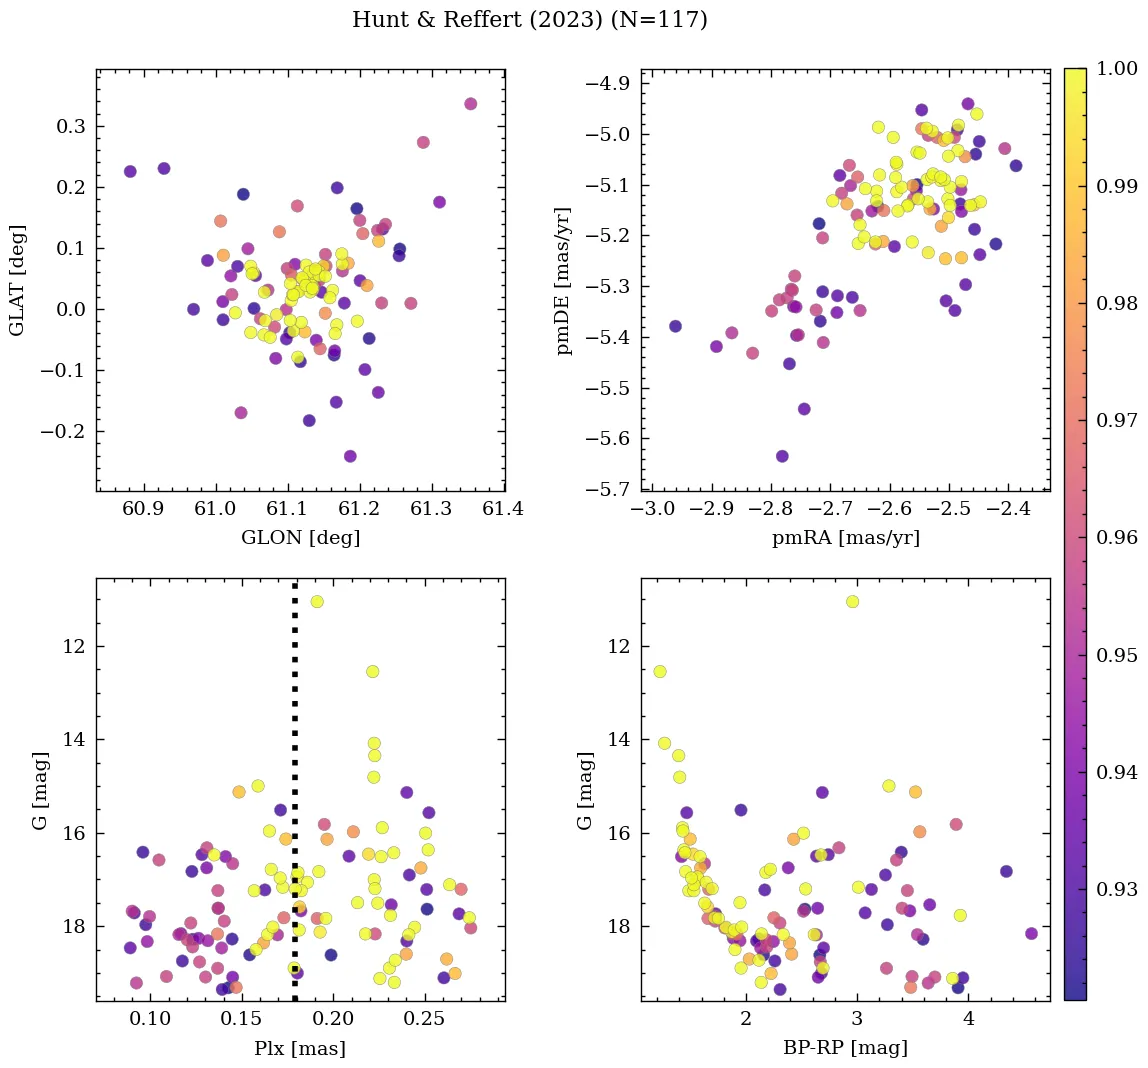 Hunt & Reffert (2023) (N=117)
0.3
0.2
0.1
0.0
−0.1
−0.2
GLAT [deg]
60.9 61.0 61.1 61.2 61.3 61.4
GLON [deg]
−4.9
−5.0
−5.1
−5.2
−5.3
−5.4
−5.5
−5.6
−5.7
pmDE [mas/yr]
−3.0 −2.9 −2.8 −2.7 −2.6 −2.5 −2.4
pmRA [mas/yr]
1.00
0.99
0.98
0.97
0.96
0.95
0.94
0.93
12
14
16
18
G [mag]
0.10 0.15 0.20 0.25
Plx [mas]
12
14
16
18
G [mag]
2 3 4
BP-RP [mag]